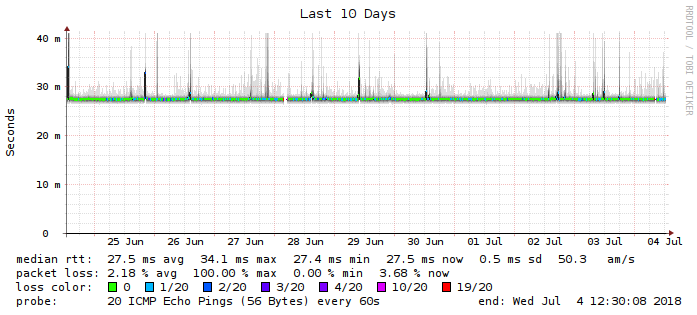 Last 10 Days
RRDTOOL / TOBI OETIKER
Seconds
40 m
30 m
20 m
10 m
0
25 Jun 26 Jun 27 Jun 28 Jun 29 Jun 30 Jun 01 Jul 02 Jul 03 Jul 04 Jul
median rtt: 27.5 ms avg 34.1 ms max 27.4 ms min 27.5 ms now 0.5 ms sd 50.3 am/s
packet loss: 2.18 % avg 100.00 % max 0.00 % min 3.68 % now
loss color: 0 1/20 2/20 3/20 4/20 10/20 19/20
probe: 20 ICMP Echo Pings (56 Bytes) every 60s end: Wed Jul 4 12:30:08 2018